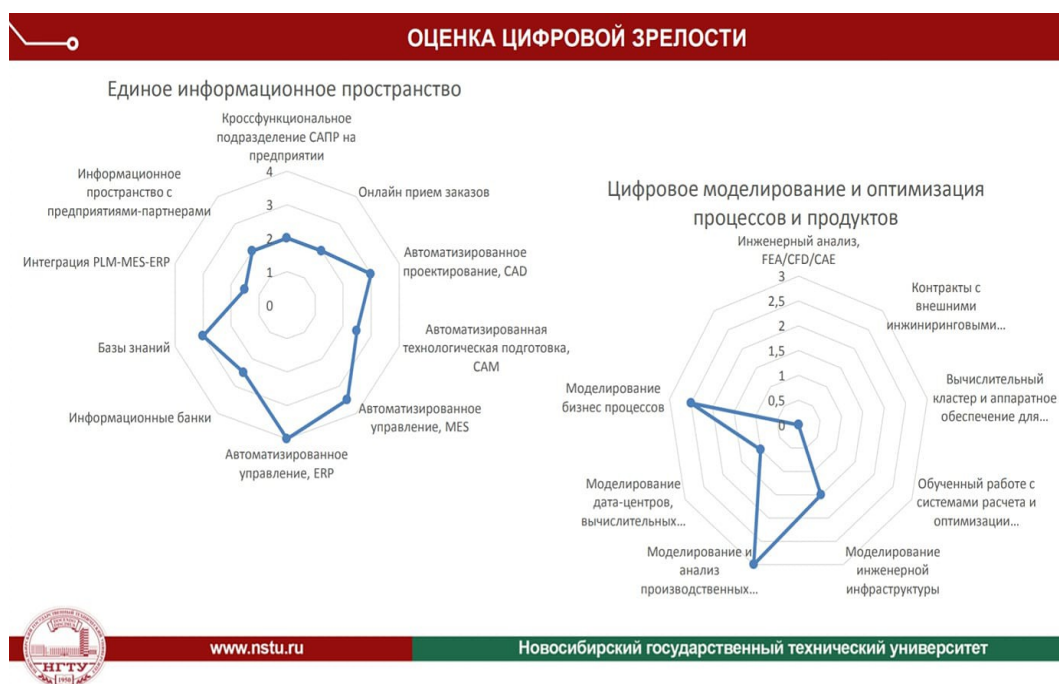 ОЦЕНКА ЦИФРОВОЙ ЗРЕЛОСТИ
Единое информационное пространство
Кроссфункциональное
подразделение САПР на
предприятии
Онлайн прием заказов
Автоматизированное
проектирование, CAD
Автоматизированная
технологическая подготовка,
CAM
Автоматизированное
управление, MES
Автоматизированное
управление, ERP
Информационные банки
Базы знаний
Интеграция PLM-MES-ERP
Информационное
пространство с
предприятиями-партнерами
4
3
2
1
0
Цифровое моделирование и оптимизация
процессов и продуктов
Инженерный анализ,
FEA/CFD/CAE
Контракты с
внешними
инжиниринговыми...
Вычислительный
кластер и аппаратное
обеспечение для...
Обученный работе с
системами расчета и
оптимизации...
Моделирование
инженерной
инфраструктуры
Моделирование и
анализ
производственных...
Моделирование
дата-центров,
вычислительных...
Моделирование
бизнес процессов
3
2,5
2
1,5
1
0,5
0
НГТУ
1950
www.nstu.ru
Новосибирский государственный технический университет